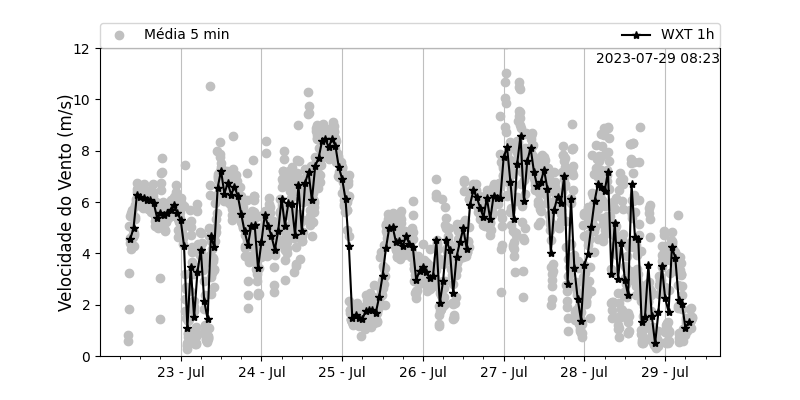 Média 5 min
WXT 1h
2023-07-29 08:23
Velocidade do Vento (m/s)
12
10
8
6
4
2
0
23 - Jul
24 - Jul
25 - Jul
26 - Jul
27 - Jul
28 - Jul
29 - Jul